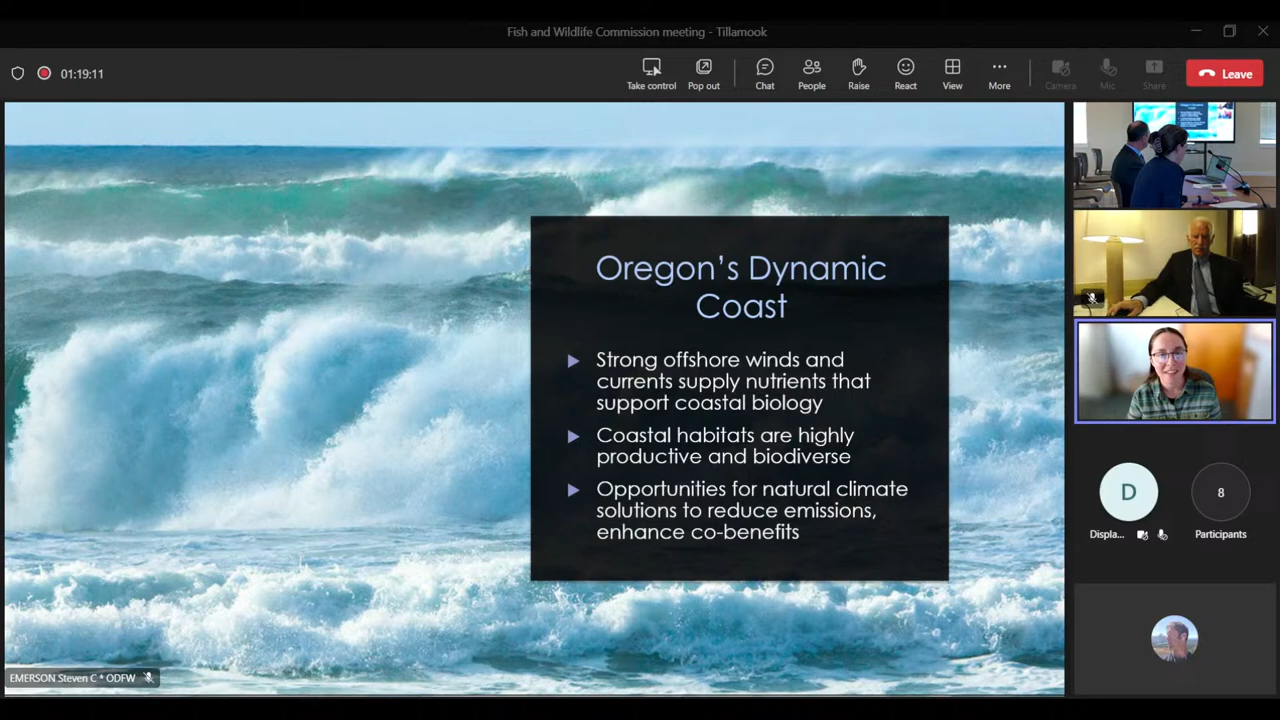 Fish and Wildlife Commission meeting - Tillamook
01:19:11
Take control
Pop out
Chat
People
Raise
React
View
More
Camera
Mic
Share
Leave
Oregon's Dynamic
Coast
Strong offshore winds and
currents supply nutrients that
support coastal biology
Coastal habitats are highly
productive and biodiverse
Opportunities for natural climate
solutions to reduce emissions,
enhance co-benefits
D
Displa...
8
Participants
EMERSON Steven C * ODFW